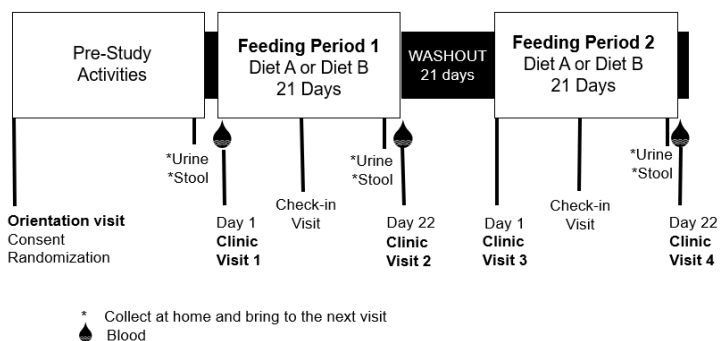 Pre-Study
Activities
Feeding Period 1
Diet A or Diet B
21 Days
WASHOUT
21 days
Feeding Period 2
Diet A or Diet B
21 Days
*Urine
*Stool
*Urine
*Stool
*Urine
*Stool
Orientation visit
Consent
Randomization
Day 1
Clinic
Visit 1
Check-in
Visit
Day 22
Clinic
Visit 2
Day 1
Clinic
Visit 3
Check-in
Visit
Day 22
Clinic
Visit 4
* Collect at home and bring to the next visit
Blood